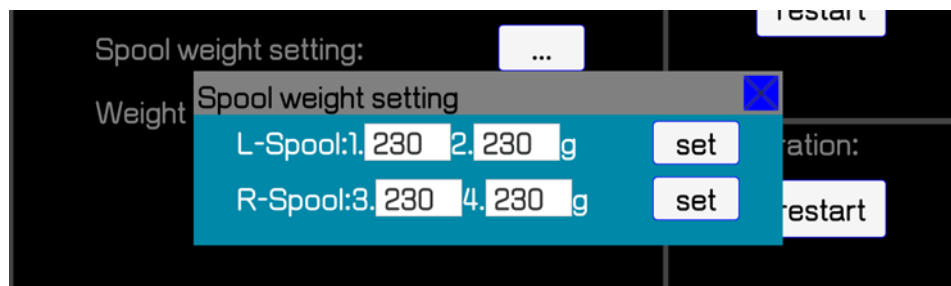 restart
Spool weight setting:
...
Weight
Spool weight setting
L-Spool:1. 230 2. 230 g
set
ration:
R-Spool:3. 230 4. 230 g
set
restart